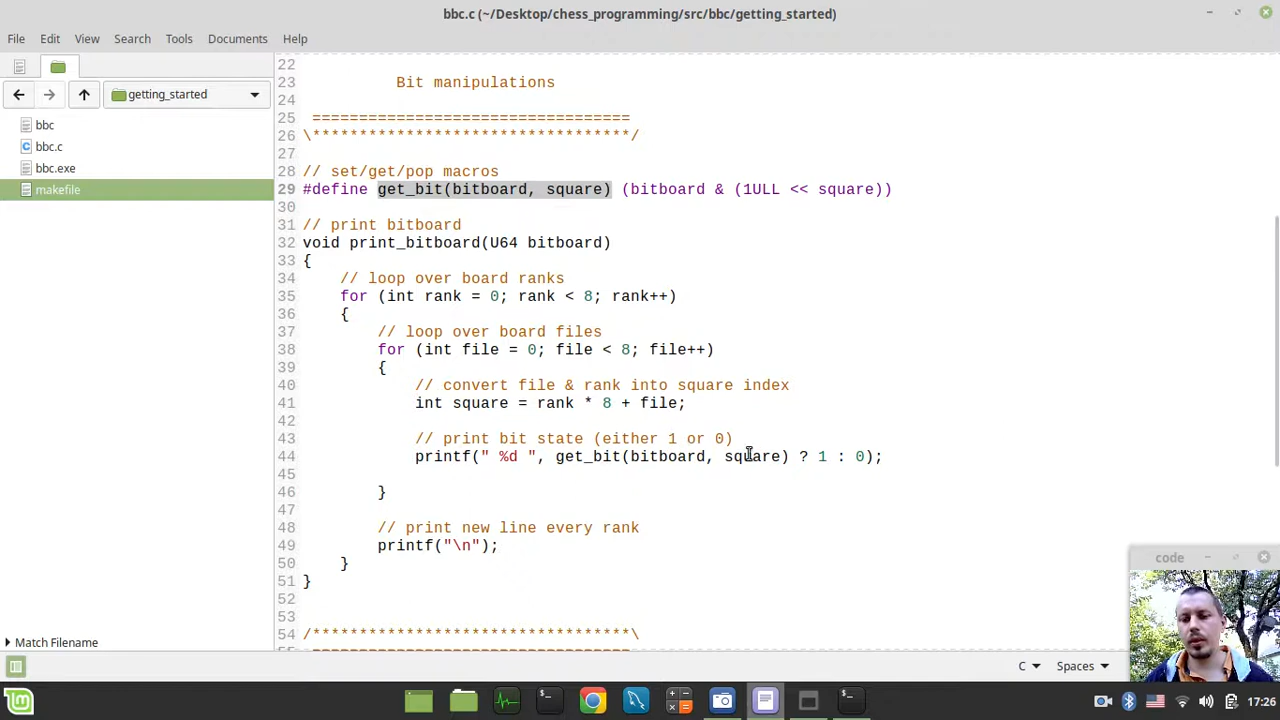 bbc.c (~/Desktop/chess_programming/src/bbc/getting_started)
File Edit View Search Tools Documents Help
getting_started
bbc
bbc.c
bbc.exe
makefile
Match Filename
22
23 Bit manipulations
24
25 ==================================
26 \**********************************/
27
28 // set/get/pop macros
29 #define get_bit(bitboard, square) (bitboard & (1ULL << square))
30
31 // print bitboard
32 void print_bitboard(U64 bitboard)
33 {
34 // loop over board ranks
35 for (int rank = 0; rank < 8; rank++)
36 {
37 // loop over board files
38 for (int file = 0; file < 8; file++)
39 {
40 // convert file & rank into square index
41 int square = rank * 8 + file;
42
43 // print bit state (either 1 or 0)
44 printf(" %d ", get_bit(bitboard, square) ? 1 : 0);
45
46 }
47
48 // print new line every rank
49 printf("\n");
50 }
51 }
52
53
54 /**********************************\
code
C Spaces
17:26